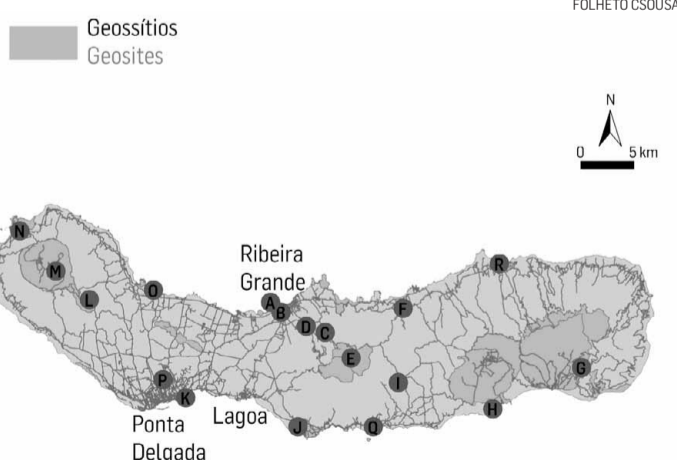 FOLHETO CSOUSA
Geossítios
Geosites
N
0 5 km
N
M
L
O
Ribeira
Grande
A
B
D
C
E
F
R
I
G
H
P
K
Lagoa
J
Q
Ponta
Delgada